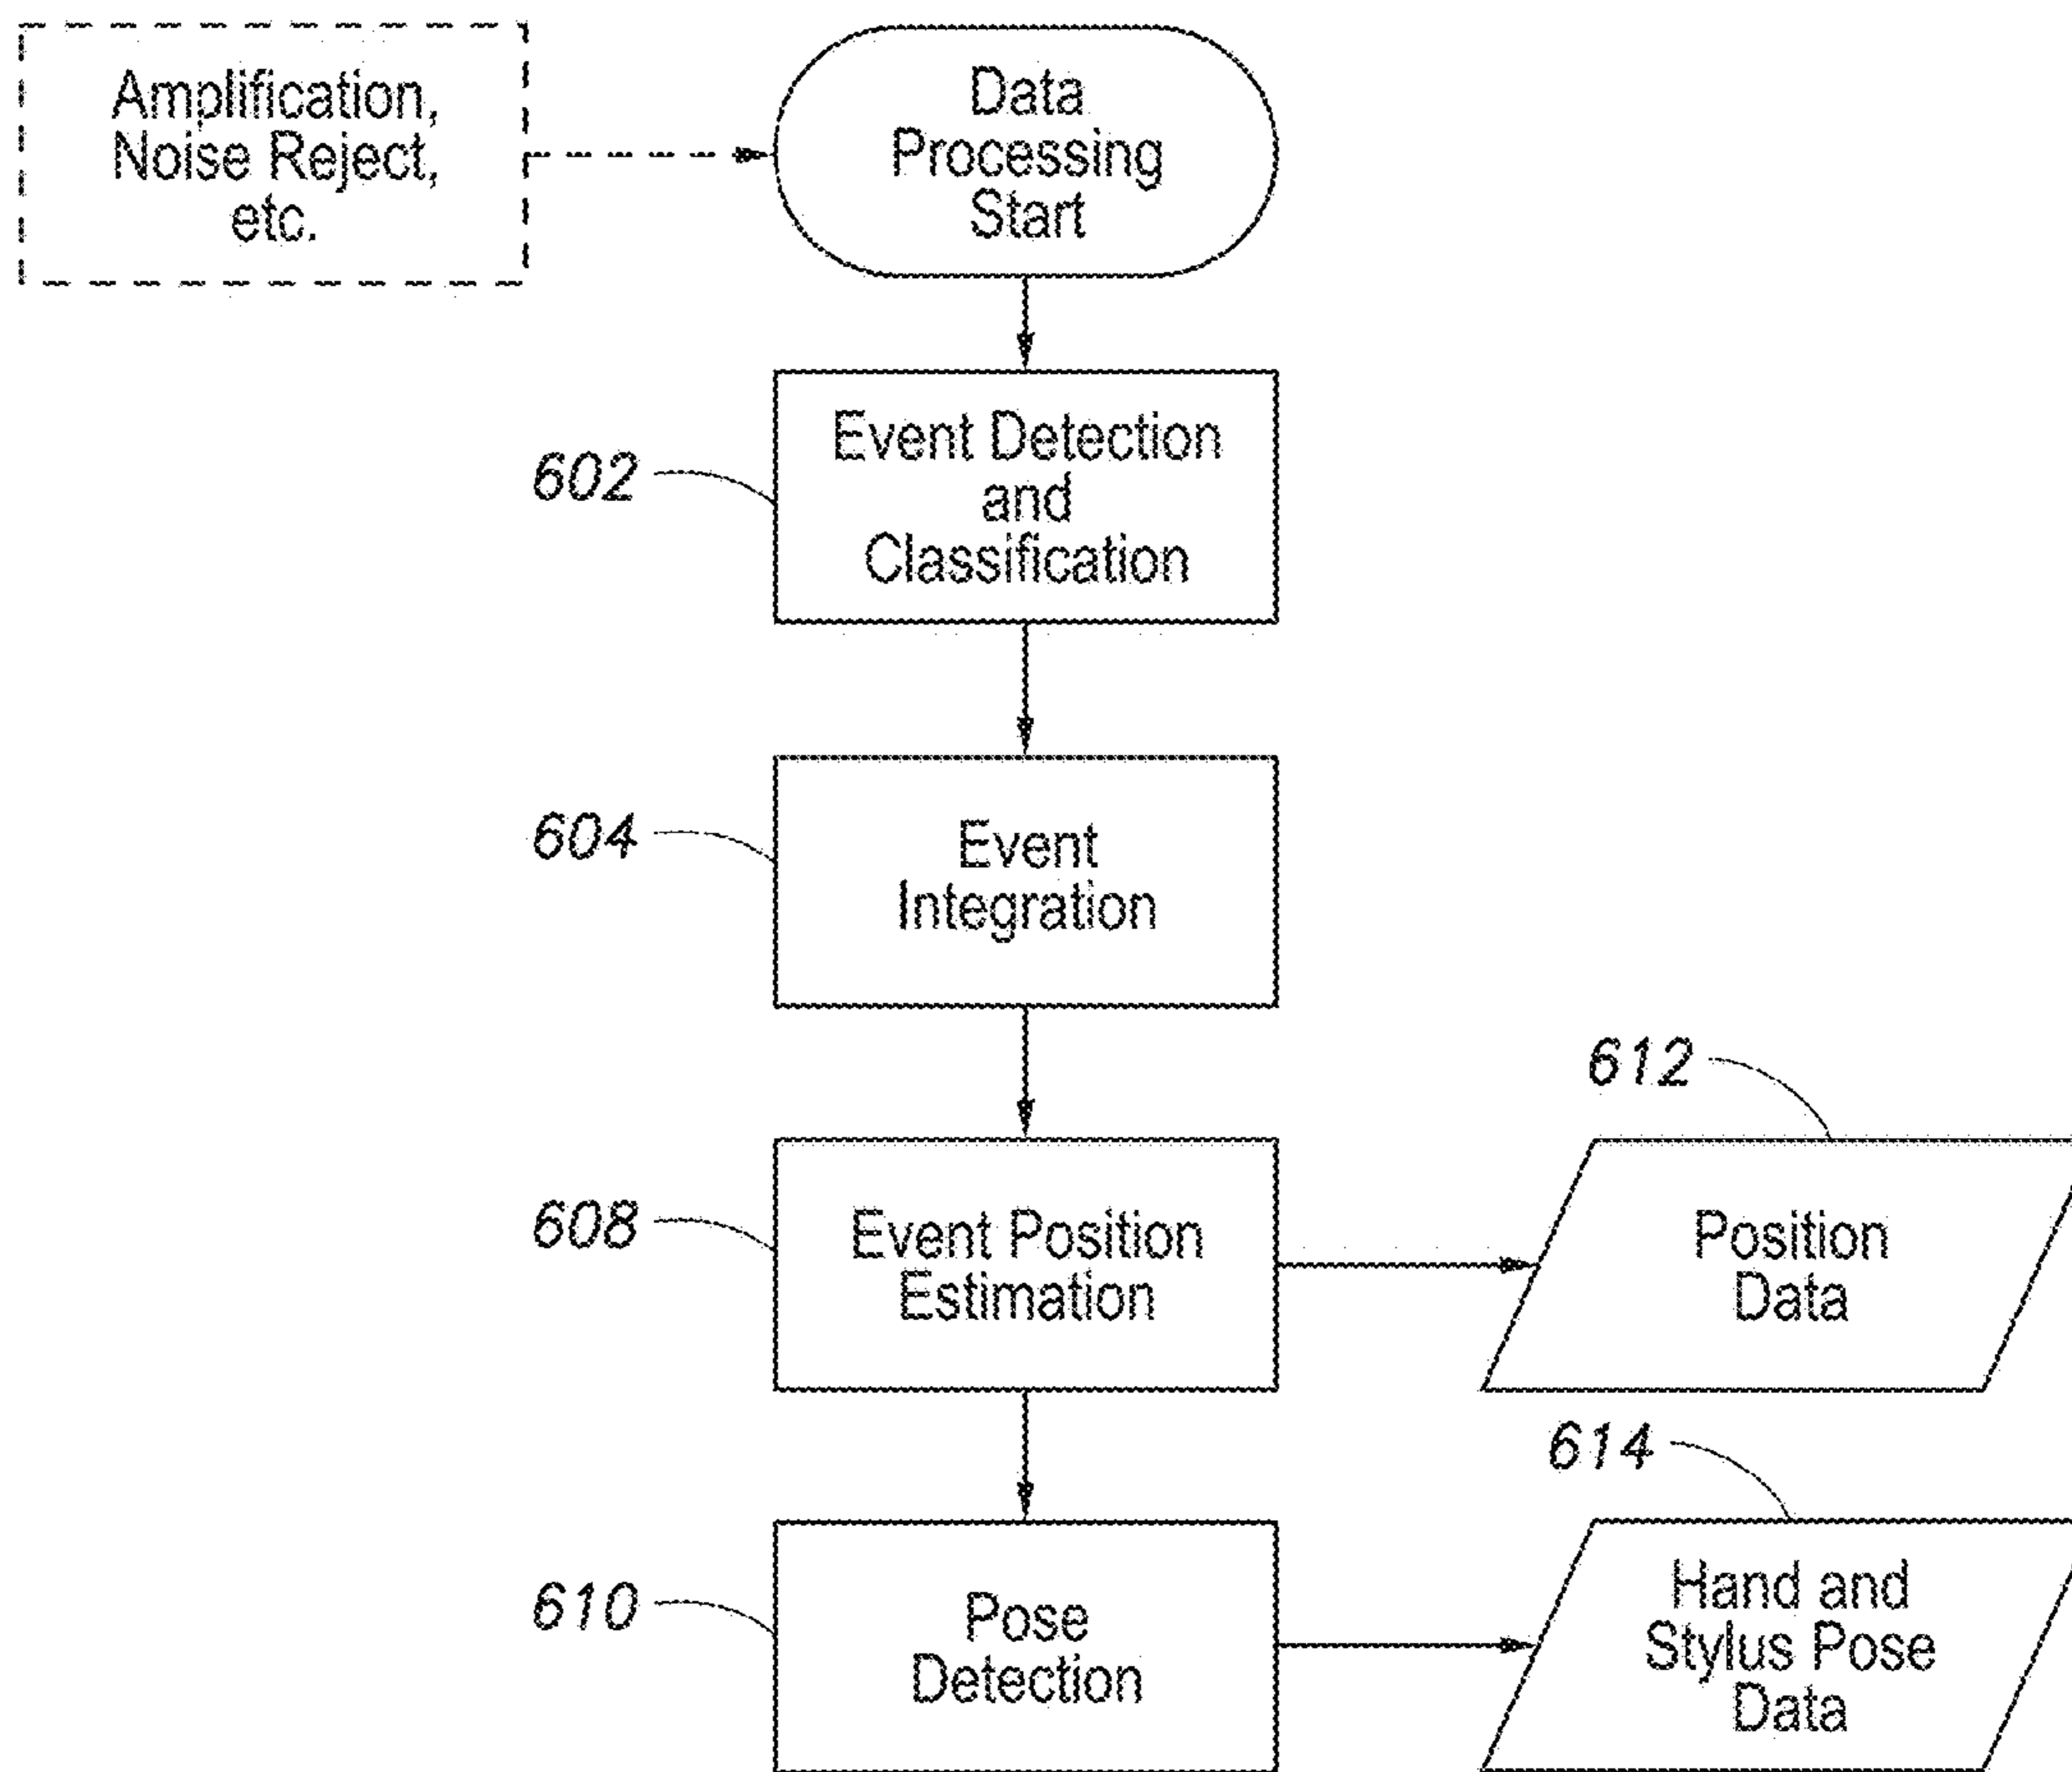 Amplification,
Noise Reject,
etc.
Data
Processing
Start
602
Event Detection
and
Classification
604
Event
Integration
612
608
Event Position
Estimation
Position
Data
614
610
Pose
Detection
Hand and
Stylus Pose
Data